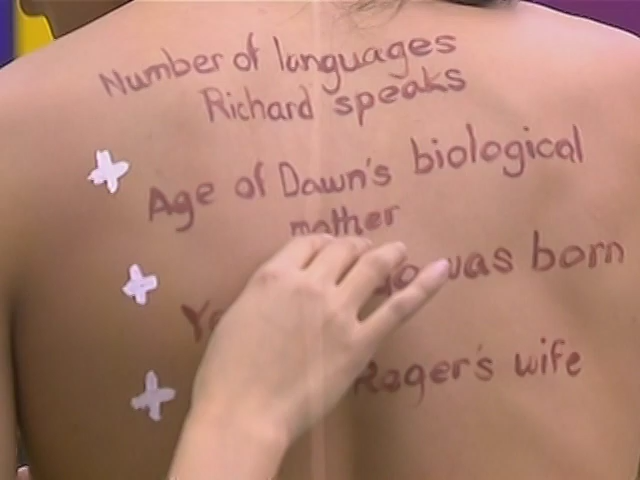 Number of languages
Richard speaks
Age of Dawn's biological
mother
was born
Roger's wife